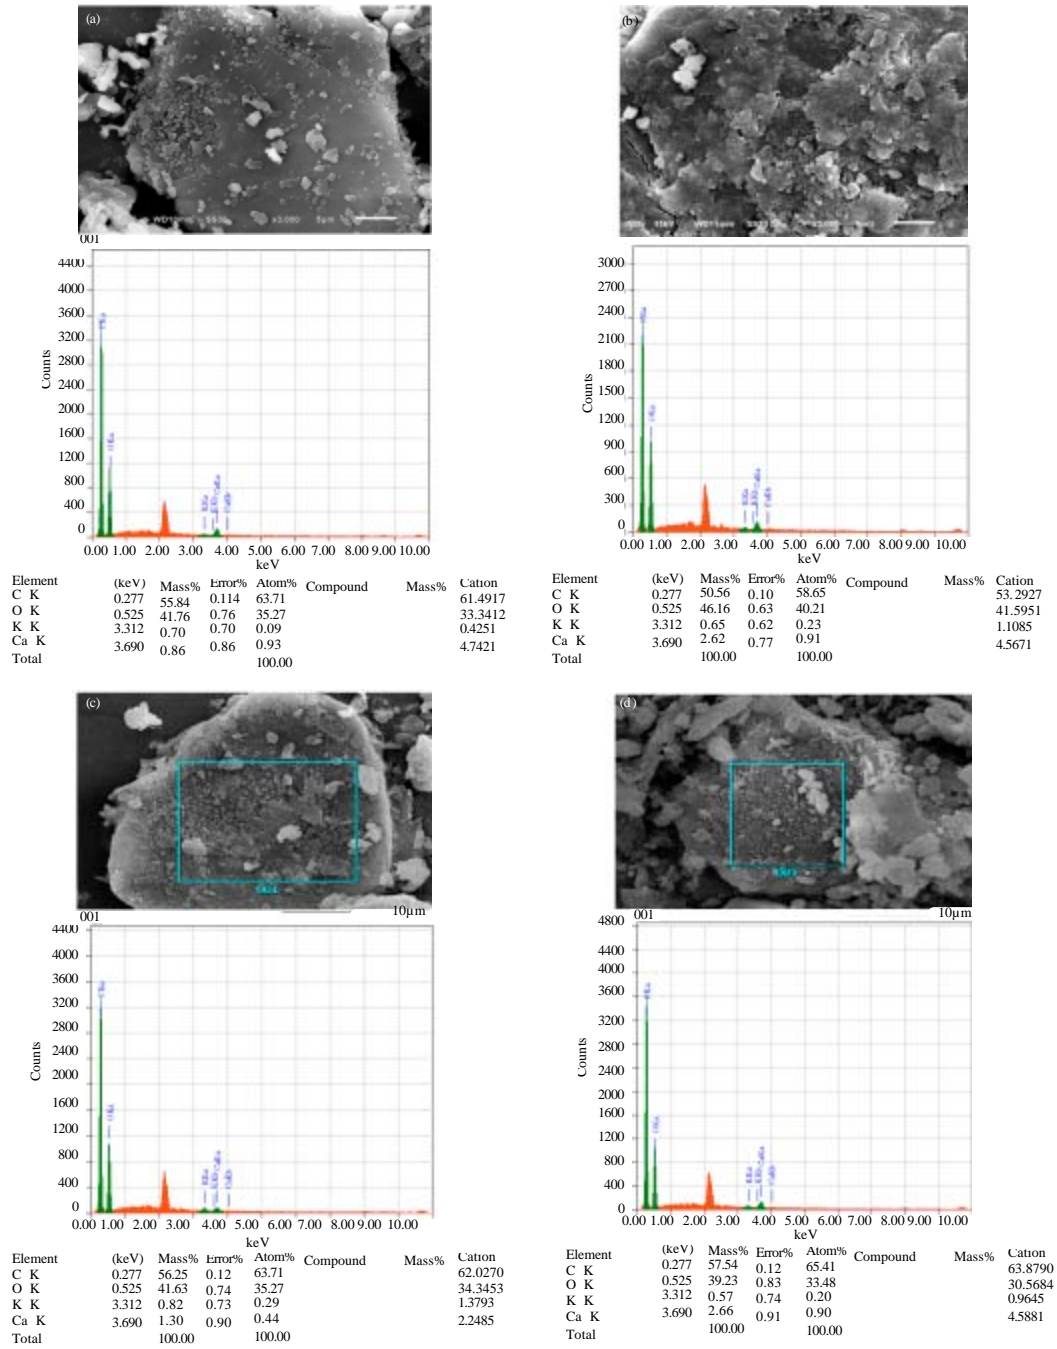 (a)
WD10mm SS30 x3,000 5µm
001
4400
4000
3600
3200
2800
2400
2000
1600
1200
800
400
0
Counts
0.00 1.00 2.00 3.00 4.00 5.00 6.00 7.00 8.00 9.00 10.00
keV
Element (keV) Mass% Error% Atom% Compound Mass% Cation
C K 0.277 55.84 0.114 63.71 61.4917
O K 0.525 41.76 0.76 35.27 33.3412
K K 3.312 0.70 0.70 0.09 0.4251
Ca K 3.690 0.86 0.86 0.93 4.7421
Total 100.00
(b)
3000
2700
2400
2100
1800
1500
1200
900
600
300
0
Counts
0.00 1.00 2.00 3.00 4.00 5.00 6.00 7.00 8.00 9.00 10.00
keV
Element (keV) Mass% Error% Atom% Compound Mass% Cation
C K 0.277 50.56 0.10 58.65 53.2927
O K 0.525 46.16 0.63 40.21 41.5951
K K 3.312 0.65 0.62 0.23 1.1085
Ca K 3.690 2.62 0.77 0.91 4.5671
Total 100.00 100.00
(c)
001
10µm
4400
4000
3600
3200
2800
2400
2000
1600
1200
800
400
0
Counts
0.00 1.00 2.00 3.00 4.00 5.00 6.00 7.00 8.00 9.00 10.00
keV
Element (keV) Mass% Error% Atom% Compound Mass% Cation
C K 0.277 56.25 0.12 63.71 62.0270
O K 0.525 41.63 0.74 35.27 34.3453
K K 3.312 0.82 0.73 0.29 1.3793
Ca K 3.690 1.30 0.90 0.44 2.2485
Total 100.00 100.00
(d)
001
10µm
4800
4400
4000
3600
3200
2800
2400
2000
1600
1200
800
400
0
Counts
0.00 1.00 2.00 3.00 4.00 5.00 6.00 7.00 8.00 9.00 10.00
keV
Element (keV) Mass% Error% Atom% Compound Mass% Cation
C K 0.277 57.54 0.12 65.41 63.8790
O K 0.525 39.23 0.83 33.48 30.5684
K K 3.312 0.57 0.74 0.20 0.9645
Ca K 3.690 2.66 0.91 0.90 4.5881
Total 100.00 100.00